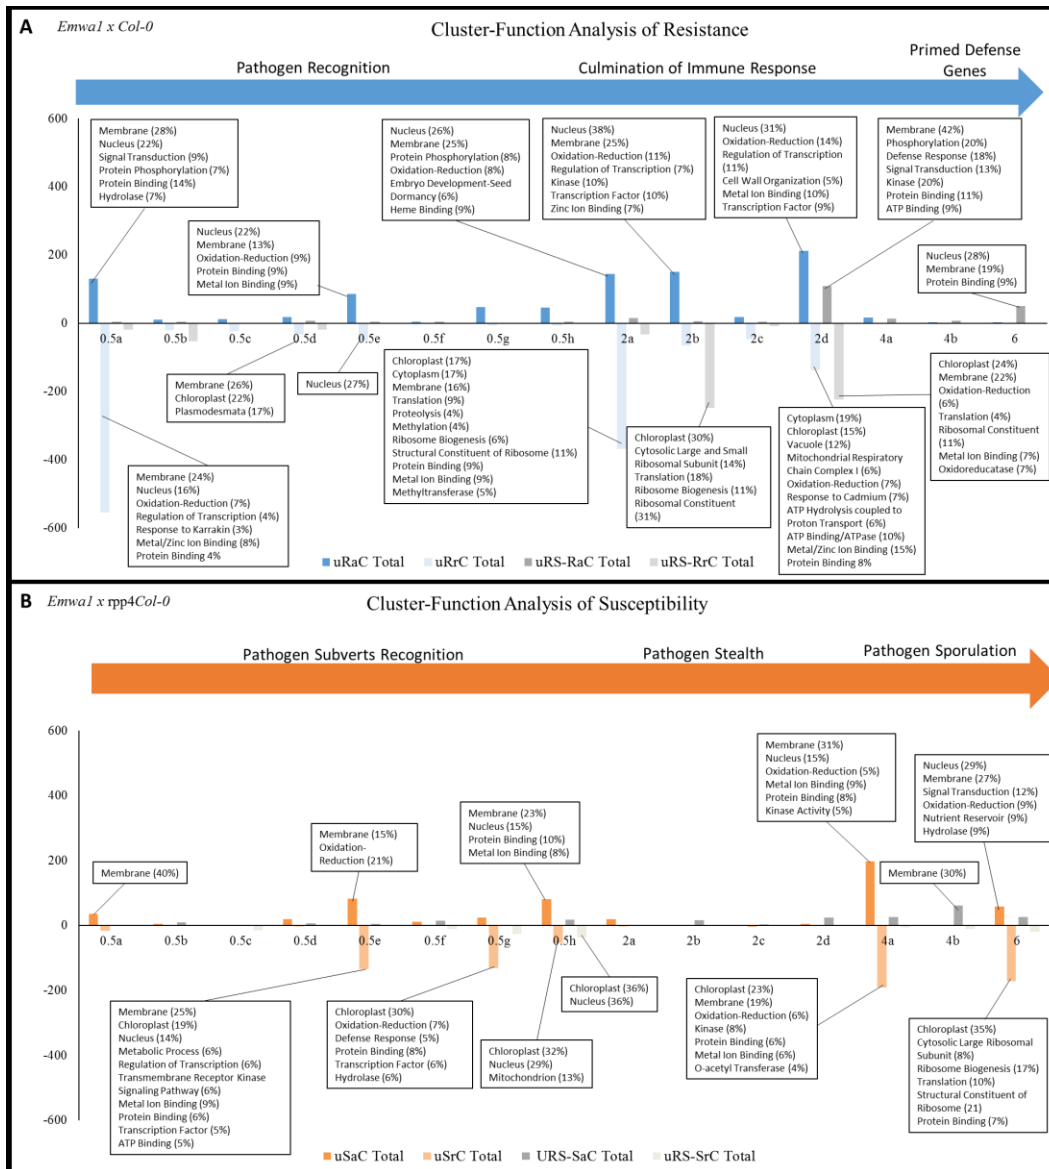 A
Emwa1 x Col-0
Cluster-Function Analysis of Resistance
Pathogen Recognition
Culmination of Immune Response
Primed Defense
Genes
600
400
200
0
-200
-400
-600
Membrane (28%)
Nucleus (22%)
Signal Transduction (9%)
Protein Phosphorylation (7%)
Protein Binding (14%)
Hydrolase (7%)
Nucleus (22%)
Membrane (13%)
Oxidation-Reduction (9%)
Protein Binding (9%)
Metal Ion Binding (9%)
Nucleus (26%)
Membrane (25%)
Protein Phosphorylation (8%)
Oxidation-Reduction (8%)
Embryo Development-Seed
Dormancy (6%)
Heme Binding (9%)
Nucleus (38%)
Membrane (25%)
Oxidation-Reduction (11%)
Regulation of Transcription (7%)
Kinase (10%)
Transcription Factor (10%)
Zinc Ion Binding (7%)
Nucleus (31%)
Oxidation-Reduction (14%)
Regulation of Transcription
(11%)
Cell Wall Organization (5%)
Metal Ion Binding (10%)
Transcription Factor (9%)
Membrane (42%)
Phosphorylation (20%)
Defense Response (18%)
Signal Transduction (13%)
Kinase (20%)
Protein Binding (11%)
ATP Binding (9%)
Nucleus (28%)
Membrane (19%)
Protein Binding (9%)
0.5a 0.5b 0.5c 0.5d 0.5e 0.5f 0.5g 0.5h 2a 2b 2c 2d 4a 4b 6
Membrane (24%)
Nucleus (16%)
Oxidation-Reduction (7%)
Regulation of Transcription (4%)
Response to Karrakin (3%)
Metal/Zinc Ion Binding (8%)
Protein Binding 4%
Membrane (26%)
Chloroplast (22%)
Plasmodesmata (17%)
Nucleus (27%)
Chloroplast (17%)
Cytoplasm (17%)
Membrane (16%)
Translation (9%)
Proteolysis (4%)
Methylation (4%)
Ribosome Biogenesis (6%)
Structural Constituent of Ribosome (11%)
Protein Binding (9%)
Metal Ion Binding (9%)
Methyltransferase (5%)
Chloroplast (30%)
Cytosolic Large and Small
Ribosomal Subunit (14%)
Translation (18%)
Ribosome Biogenesis (11%)
Ribosomal Constituent
(31%)
Cytoplasm (19%)
Chloroplast (15%)
Vacuole (12%)
Mitochondrial Respiratory
Chain Complex I (6%)
Oxidation-Reduction (7%)
Response to Cadmium (7%)
ATP Hydrolysis coupled to
Proton Transport (6%)
ATP Binding/ATPase (10%)
Metal/Zinc Ion Binding (15%)
Protein Binding 8%
Chloroplast (24%)
Membrane (22%)
Oxidation-Reduction
(6%)
Translation (4%)
Ribosomal Constituent
(11%)
Metal Ion Binding (7%)
Oxidoreducatase (7%)
uRaC Total uRrC Total uRS-RaC Total uRS-RrC Total
B
Emwa1 x rpp4Col-0
Cluster-Function Analysis of Susceptibility
Pathogen Subverts Recognition
Pathogen Stealth
Pathogen Sporulation
600
400
200
0
-200
-400
-600
Membrane (40%)
Membrane (15%)
Oxidation-
Reduction (21%)
Membrane (23%)
Nucleus (15%)
Protein Binding (10%)
Metal Ion Binding (8%)
Membrane (31%)
Nucleus (15%)
Oxidation-Reduction (5%)
Metal Ion Binding (9%)
Protein Binding (8%)
Kinase Activity (5%)
Membrane (30%)
Nucleus (29%)
Membrane (27%)
Signal Transduction (12%)
Oxidation-Reduction (9%)
Nutrient Reservoir (9%)
Hydrolase (9%)
0.5a 0.5b 0.5c 0.5d 0.5e 0.5f 0.5g 0.5h 2a 2b 2c 2d 4a 4b 6
Membrane (25%)
Chloroplast (19%)
Nucleus (14%)
Metabolic Process (6%)
Regulation of Transcription (6%)
Transmembrane Receptor Kinase
Signaling Pathway (6%)
Metal Ion Binding (9%)
Protein Binding (6%)
Transcription Factor (5%)
ATP Binding (5%)
Chloroplast (30%)
Oxidation-Reduction (7%)
Defense Response (5%)
Protein Binding (8%)
Transcription Factor (6%)
Hydrolase (6%)
Chloroplast (32%)
Nucleus (29%)
Mitochondrion (13%)
Chloroplast (36%)
Nucleus (36%)
Chloroplast (23%)
Membrane (19%)
Oxidation-Reduction (6%)
Kinase (8%)
Protein Binding (6%)
Metal Ion Binding (6%)
O-acetyl Transferase (4%)
Chloroplast (35%)
Cytosolic Large Ribosomal
Subunit (8%)
Ribosome Biogenesis (17%)
Translation (10%)
Structural Constituent of
Ribosome (21)
Protein Binding (7%)
uSaC Total uSrC Total URS-SaC Total uRS-SrC Total